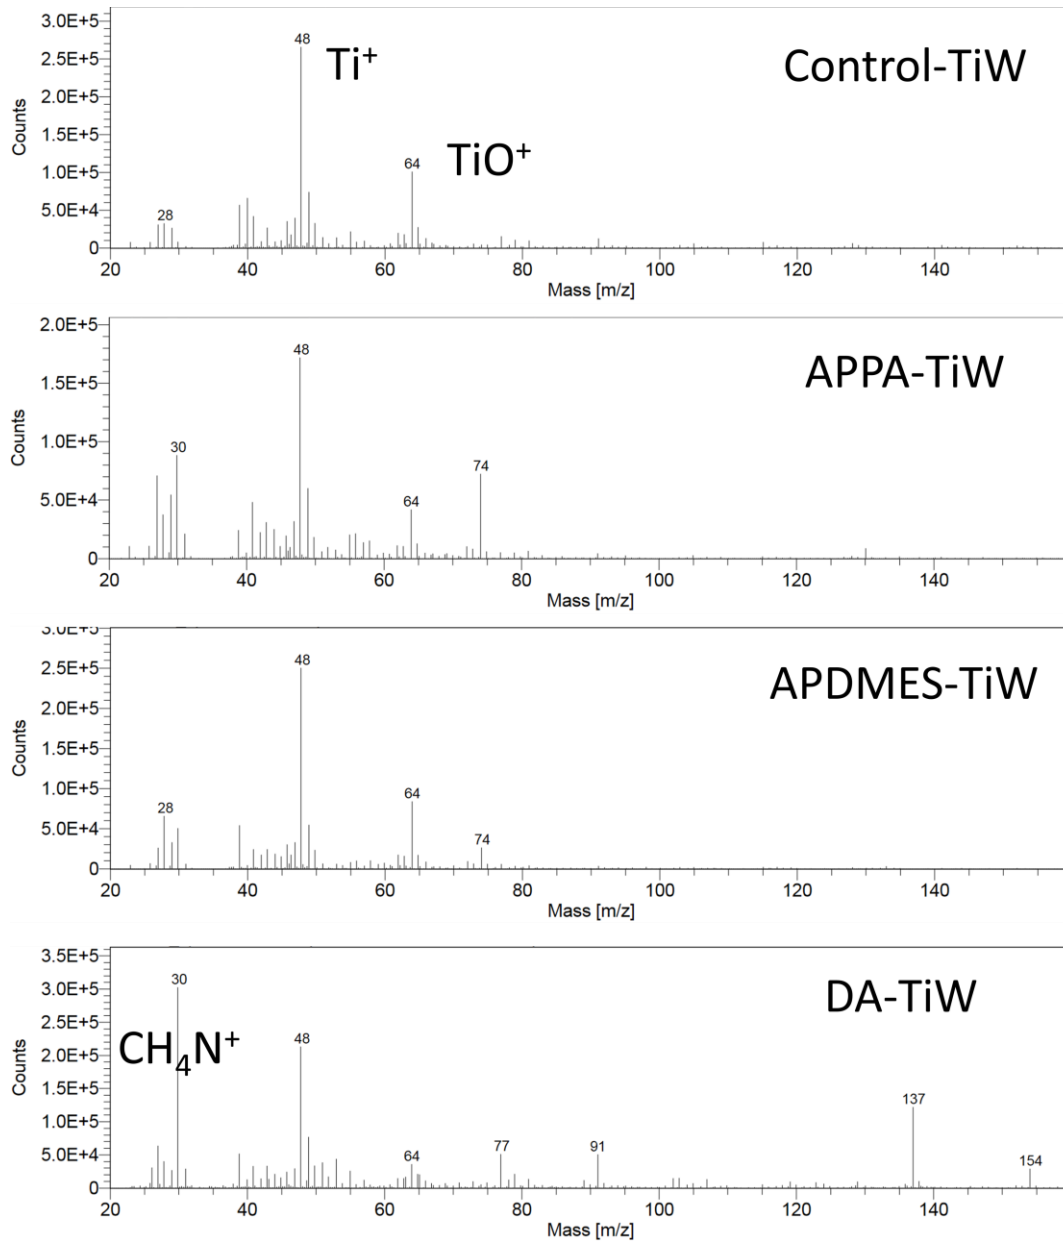 3.0E+5
2.5E+5
2.0E+5
1.5E+5
1.0E+5
5.0E+4
0
Counts
48
Ti⁺
Control-TiW
TiO⁺
64
28
20 40 60 80 100 120 140
Mass [m/z]
2.0E+5
1.5E+5
1.0E+5
5.0E+4
0
Counts
48
APPA-TiW
30
74
64
20 40 60 80 100 120 140
Mass [m/z]
3.0E+5
2.5E+5
2.0E+5
1.5E+5
1.0E+5
5.0E+4
0
Counts
48
APDMES-TiW
28
64
74
20 40 60 80 100 120 140
Mass [m/z]
3.5E+5
3.0E+5
2.5E+5
2.0E+5
1.5E+5
1.0E+5
5.0E+4
0
Counts
30
DA-TiW
CH₄N⁺
48
137
64
77
91
154
20 40 60 80 100 120 140
Mass [m/z]